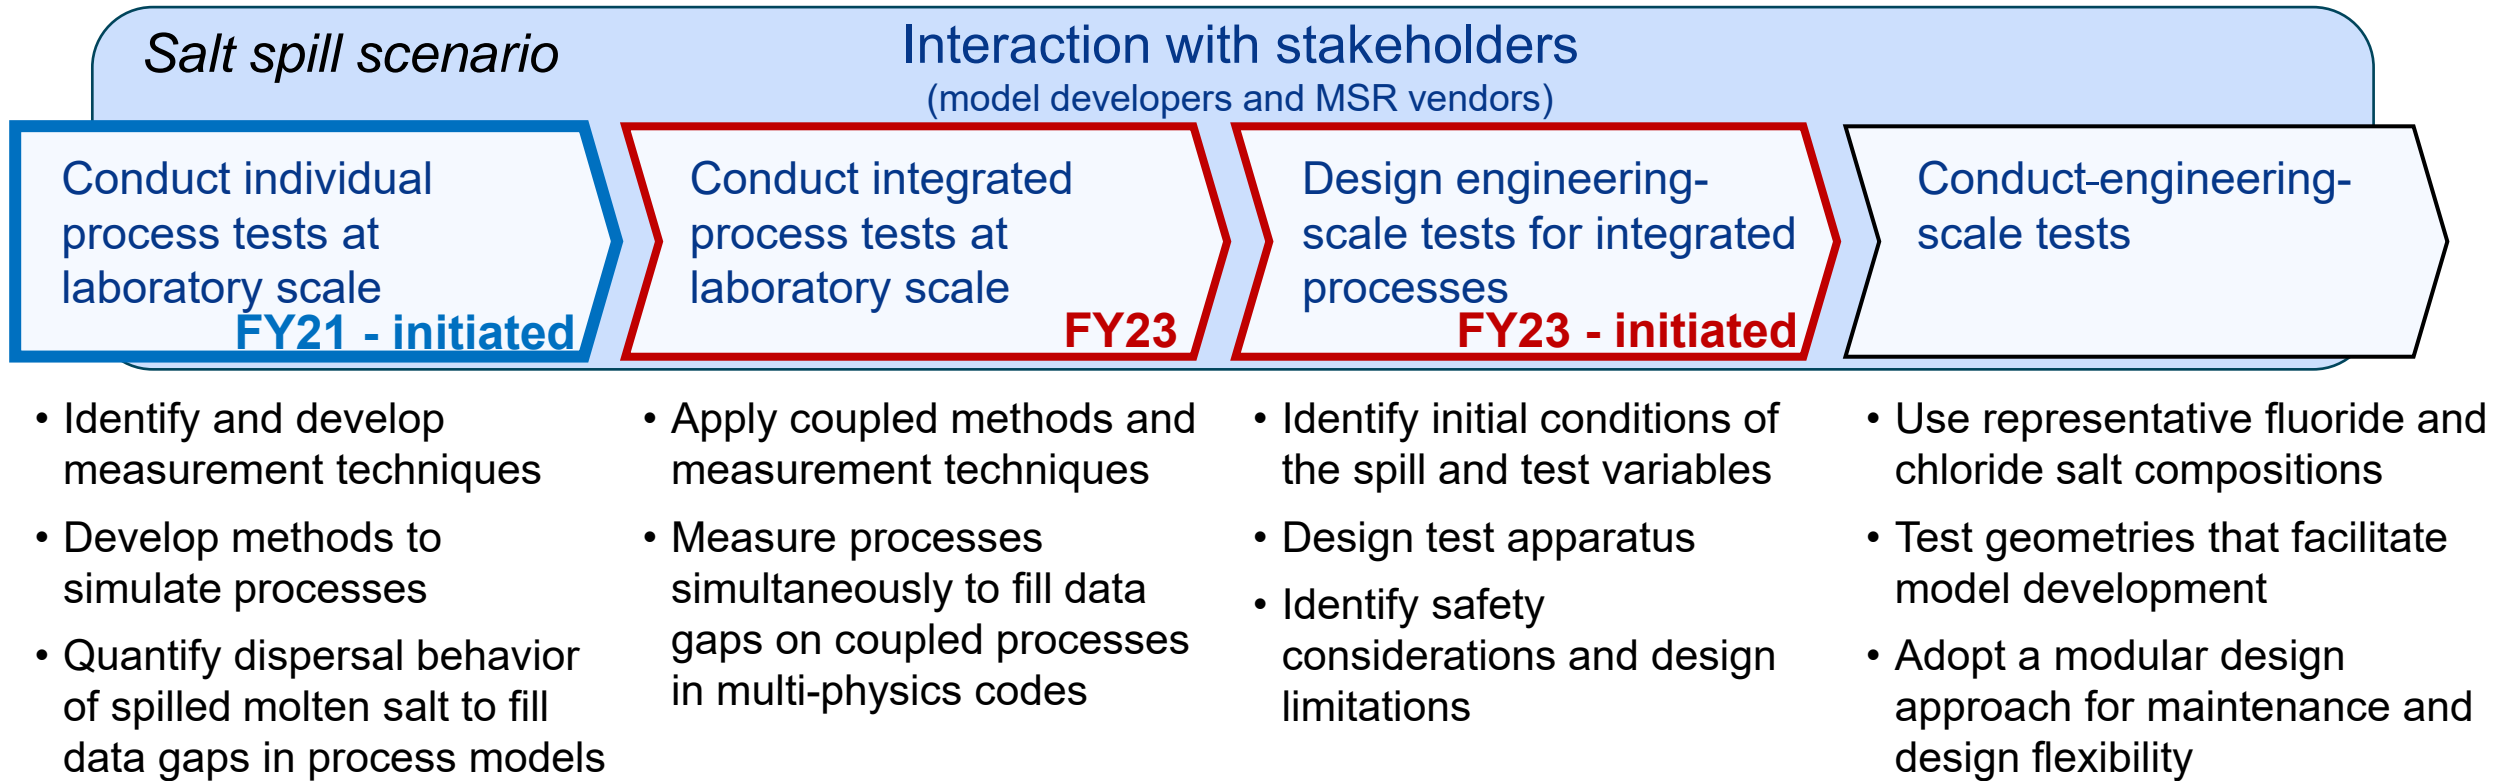 Salt spill scenario
Interaction with stakeholders
(model developers and MSR vendors)
Conduct individual
process tests at
laboratory scale
FY21 - initiated
Conduct integrated
process tests at
laboratory scale
FY23
Design engineering-
scale tests for integrated
processes
FY23 - initiated
Conduct-engineering-
scale tests
• Identify and develop
measurement techniques
• Develop methods to
simulate processes
• Quantify dispersal behavior
of spilled molten salt to fill
data gaps in process models
• Apply coupled methods and
measurement techniques
• Measure processes
simultaneously to fill data
gaps on coupled processes
in multi-physics codes
• Identify initial conditions of
the spill and test variables
• Design test apparatus
• Identify safety
considerations and design
limitations
• Use representative fluoride and
chloride salt compositions
• Test geometries that facilitate
model development
• Adopt a modular design
approach for maintenance and
design flexibility